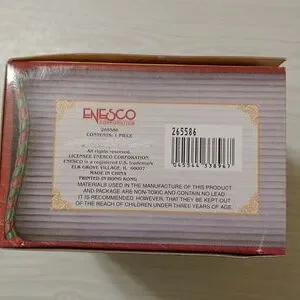 ENESCO
CORPORATION
265586
CONTENTS: 1 PIECE
All rights reserved.
LICENSEE ENESCO CORPORATION
ENESCO is a registered U.S. trademark
ELK GROVE VILLAGE, IL 60007
MADE IN CHINA
PRINTED IN HONG KONG
MATERIALS USED IN THE MANUFACTURE OF THIS PRODUCT
AND PACKAGE ARE NON-TOXIC AND CONTAIN NO LEAD
IT IS RECOMMENDED, HOWEVER, THAT THEY BE KEPT OUT
OF THE REACH OF CHILDREN UNDER THREE YEARS OF AGE.
265586